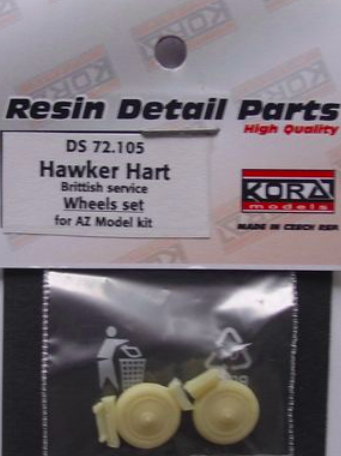 Resin Detail Parts
High Quality
DS 72.105
Hawker Hart
Brittish service
Wheels set
for AZ Model kit
KORA
models
MADE IN CZECH REP.